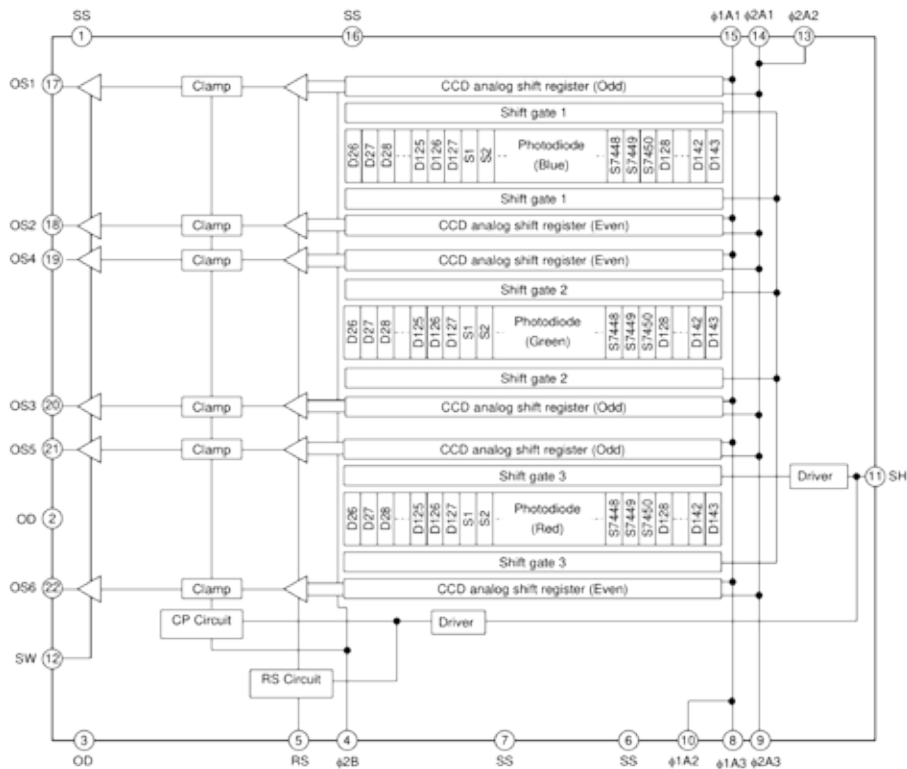 SS SS ϕ1A1 ϕ2A1 ϕ2A2
1 16 15 14 13
OS1 17 Clamp CCD analog shift register (Odd)
Shift gate 1
D26 D27 D28 D125 D126 D127 S1 S2 Photodiode (Blue) S7448 S7449 S7450 D128 D142 D143
Shift gate 1
OS2 18 Clamp CCD analog shift register (Even)
OS4 19 Clamp CCD analog shift register (Even)
Shift gate 2
D26 D27 D28 D125 D126 D127 S1 S2 Photodiode (Green) S7448 S7449 S7450 D128 D142 D143
Shift gate 2
OS3 20 Clamp CCD analog shift register (Odd)
OS5 21 Clamp CCD analog shift register (Odd)
Shift gate 3 Driver 11 SH
OD 2 D26 D27 D28 D125 D126 D127 S1 S2 Photodiode (Red) S7448 S7449 S7450 D128 D142 D143
Shift gate 3
OS6 22 Clamp CCD analog shift register (Even)
CP Circuit Driver
SW 12
RS Circuit
3 5 4 7 6 10 8 9
OD RS ϕ2B SS SS ϕ1A2 ϕ1A3 ϕ2A3